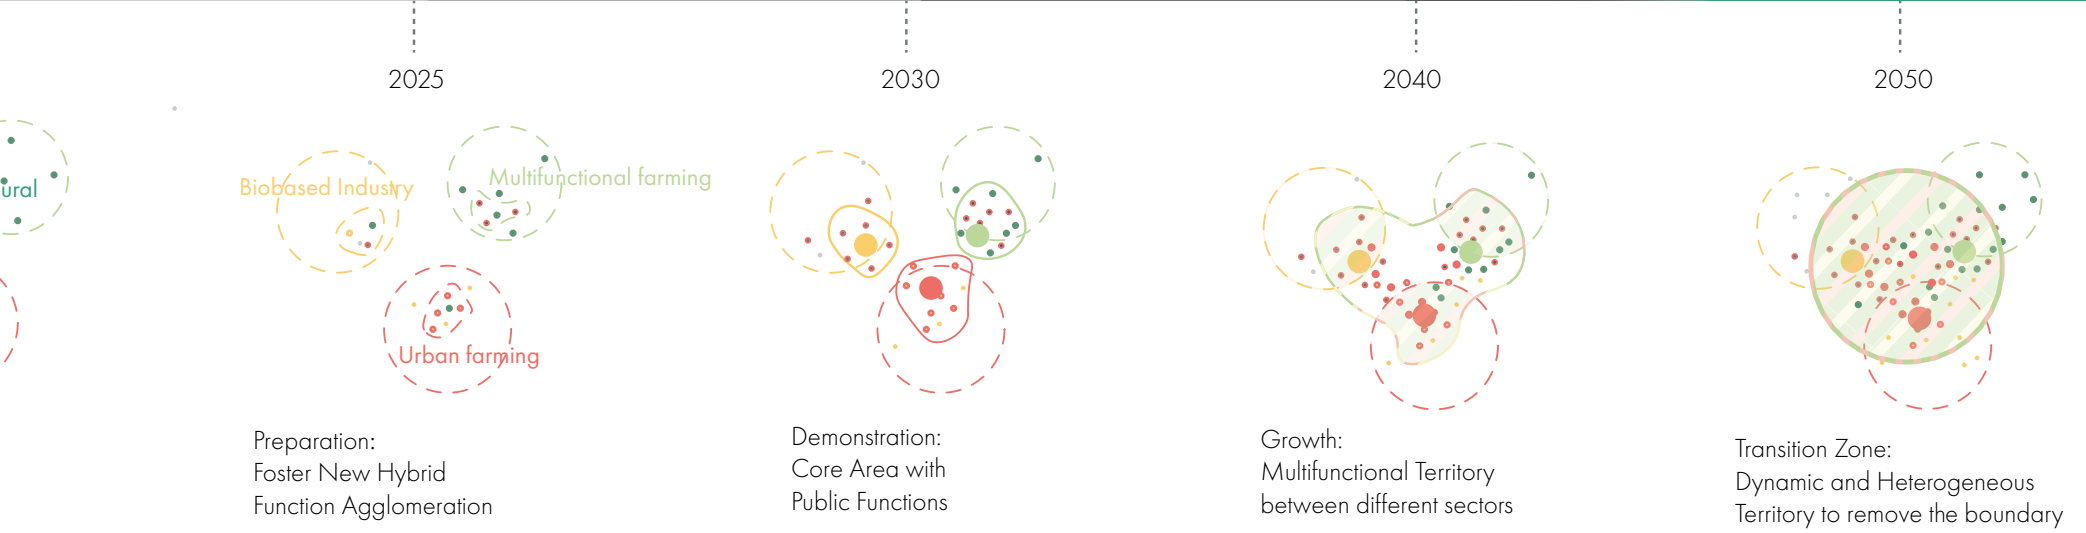 2025
2030
2040
2050
ural
Biobased Industry
Multifunctional farming
Urban farming
Preparation:
Foster New Hybrid
Function Agglomeration
Demonstration:
Core Area with
Public Functions
Growth:
Multifunctional Territory
between different sectors
Transition Zone:
Dynamic and Heterogeneous
Territory to remove the boundary